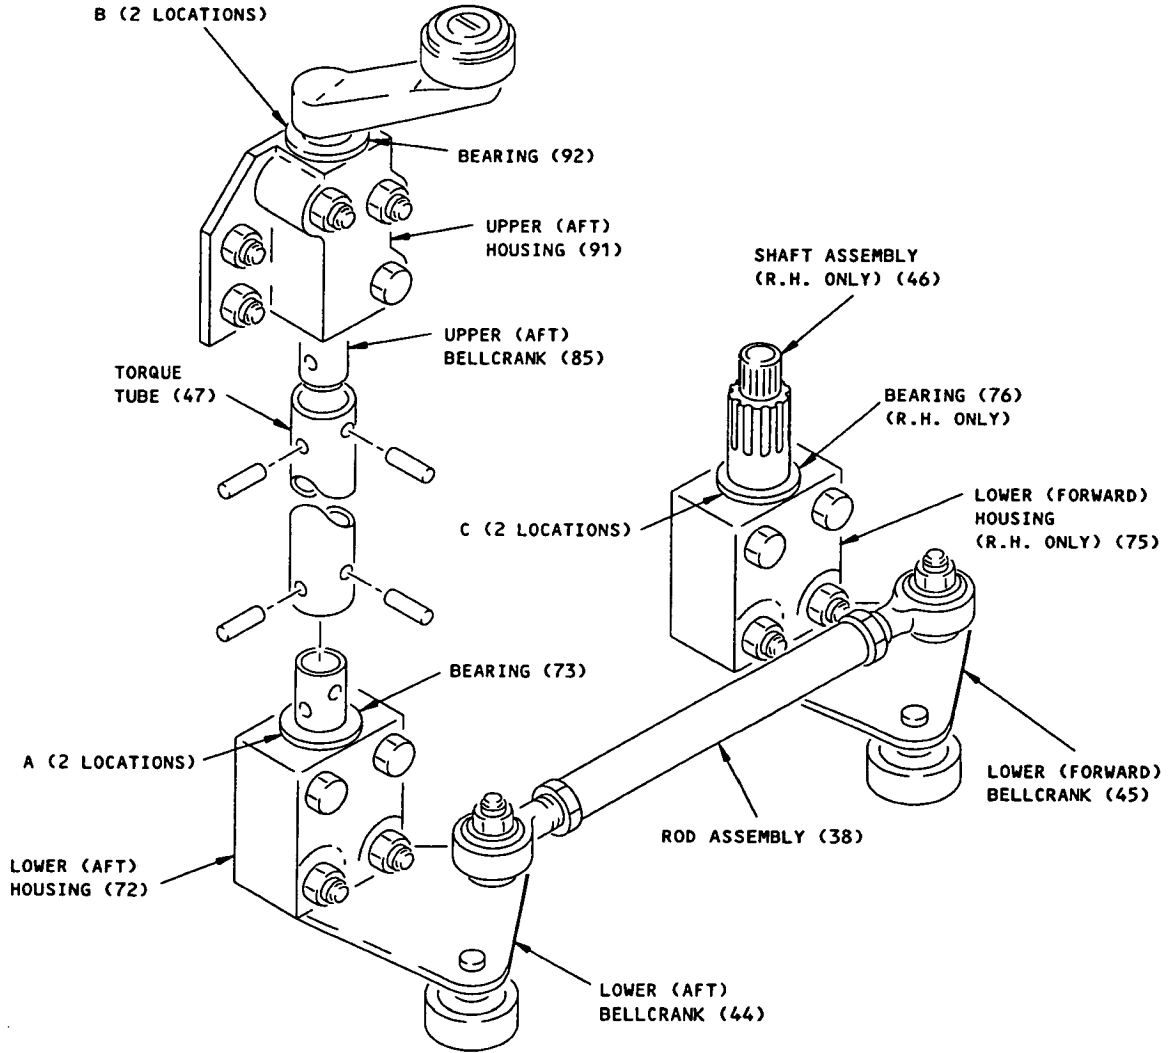 B (2 LOCATIONS)
BEARING (92)
UPPER (AFT)
HOUSING (91)
SHAFT ASSEMBLY
(R.H. ONLY) (46)
UPPER (AFT)
BELLCRANK (85)
TORQUE
TUBE (47)
BEARING (76)
(R.H. ONLY)
LOWER (FORWARD)
HOUSING
(R.H. ONLY) (75)
C (2 LOCATIONS)
BEARING (73)
A (2 LOCATIONS)
LOWER (FORWARD)
BELLCRANK (45)
ROD ASSEMBLY (38)
LOWER (AFT)
HOUSING (72)
LOWER (AFT)
BELLCRANK (44)